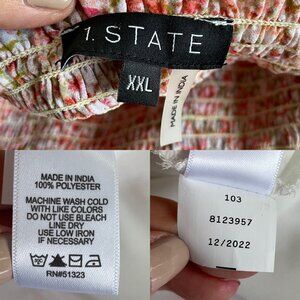 1. STATE
XXL
MADE IN INDIA
MADE IN INDIA
100% POLYESTER
MACHINE WASH COLD
WITH LIKE COLORS
DO NOT BLEACH
LINE DRY
USE LOW IRON
IF NECESSARY
RN#51323
103
8123957
12/2022